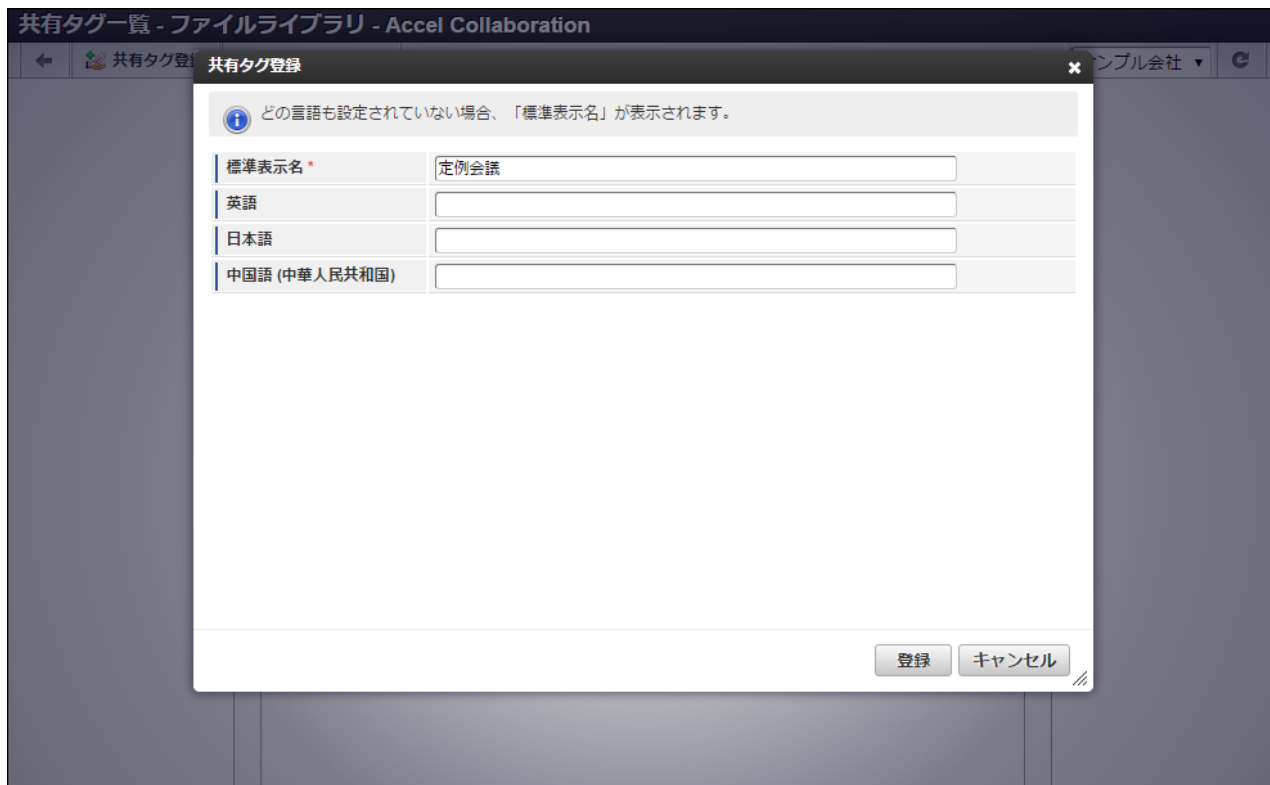 共有タグ一覧 - ファイルライブラリ - Accel Collaboration
共有タグ登
ンプル会社
共有タグ登録
どの言語も設定されていない場合、「標準表示名」が表示されます。
標準表示名 * 定例会議
英語
日本語
中国語 (中華人民共和国)
登録 キャンセル